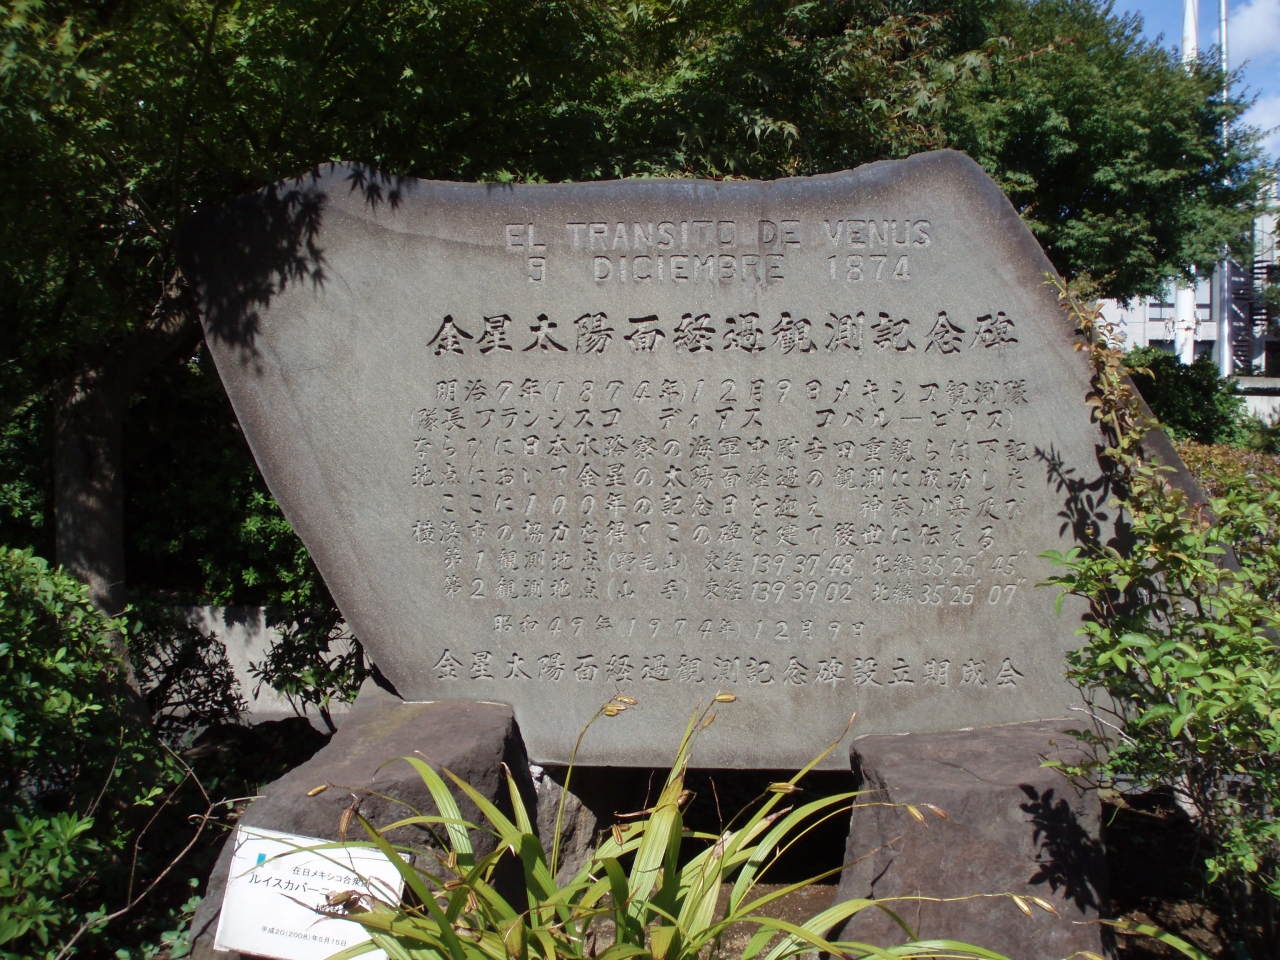 EL TRANSITO DE VENUS
9 DICIEMBRE 1874
金星太陽面経過観測記念碑
明治7年(1874年)12月9日メキシコ観測隊
(隊長フランシスコ ディアス コバルービアス)
ならびに日本水路寮の海軍中尉吉田重親らは下記
地点において金星の太陽面経過の観測に成功した
ここに100年の記念日を迎え 神奈川県及び
横浜市の協力を得てこの碑を建て後世に伝える
第1観測地点(野毛山)東経139°37′48″北緯35°26′45″
第2観測地点(山 手)東経139°39′02″北緯35°26′07″
昭和49年(1974年)12月9日
金星太陽面経過観測記念碑設立期成会
在日メキシコ合衆国
ルイスカバーニャ
平成20(2008)年5月15日